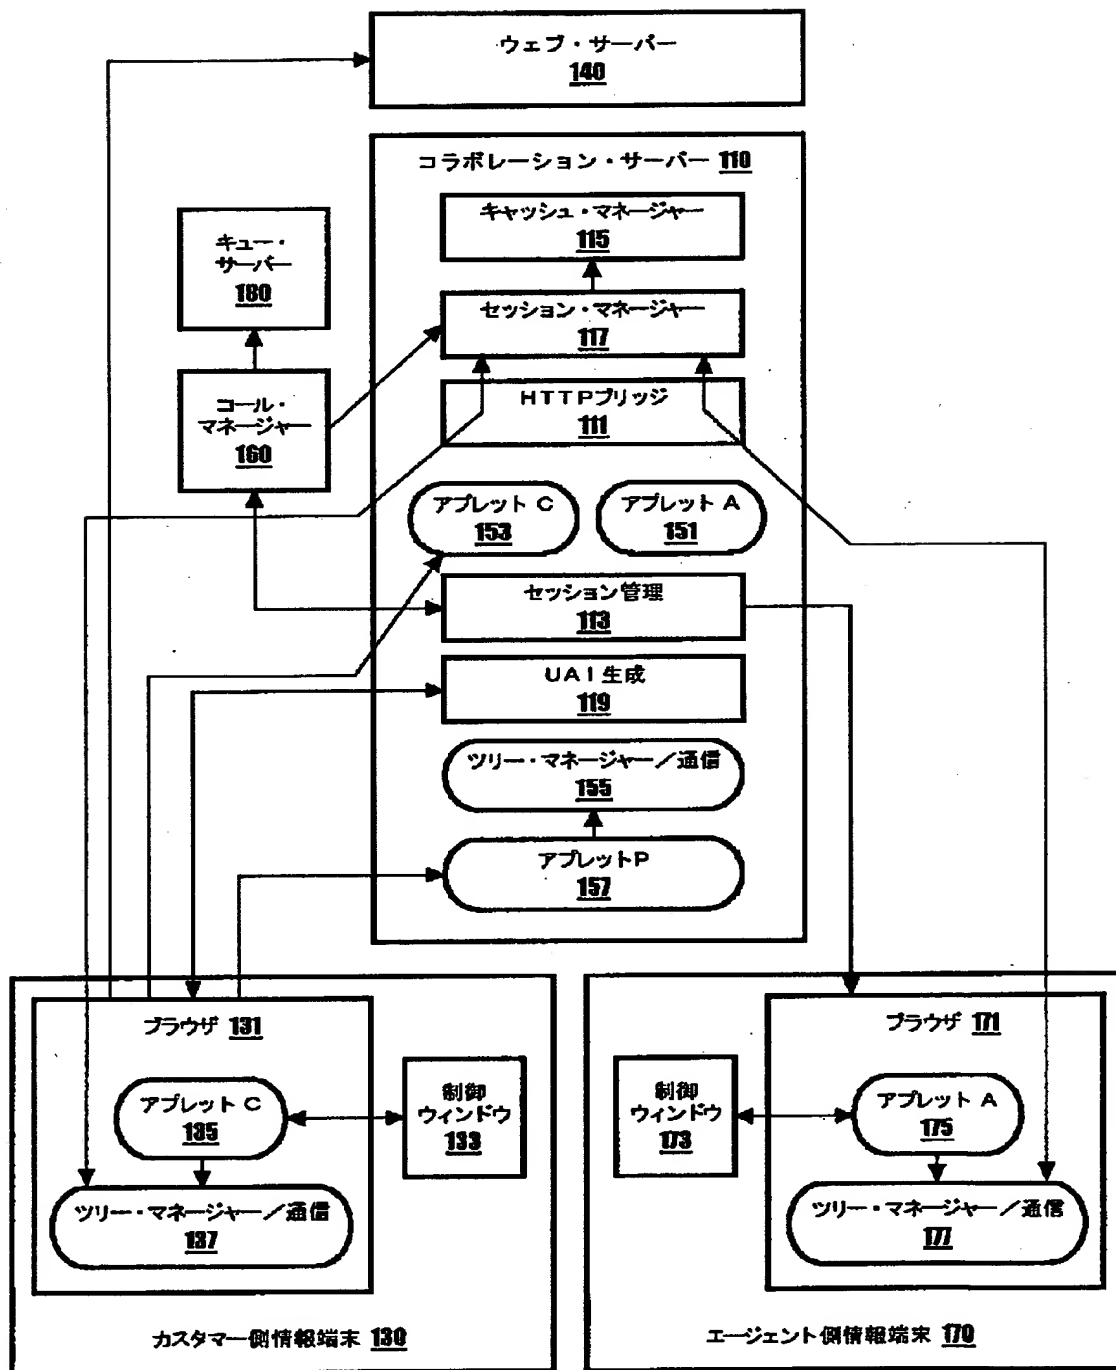 ウェブ・サーバー
140
コラボレーション・サーバー 110
キャッシュ・マネージャー
115
キュー・
サーバー
180
セッション・マネージャー
117
コール・
マネージャー
160
HTTPブリッジ
111
アプレット C
153
アプレット A
151
セッション管理
113
UAI生成
119
ツリー・マネージャー/通信
155
アプレットP
157
ブラウザ 131
アプレット C
135
制御
ウィンドウ
133
ツリー・マネージャー/通信
137
カスタマー側情報端末 130
ブラウザ 171
制御
ウィンドウ
173
アプレット A
175
ツリー・マネージャー/通信
177
エージェント側情報端末 170